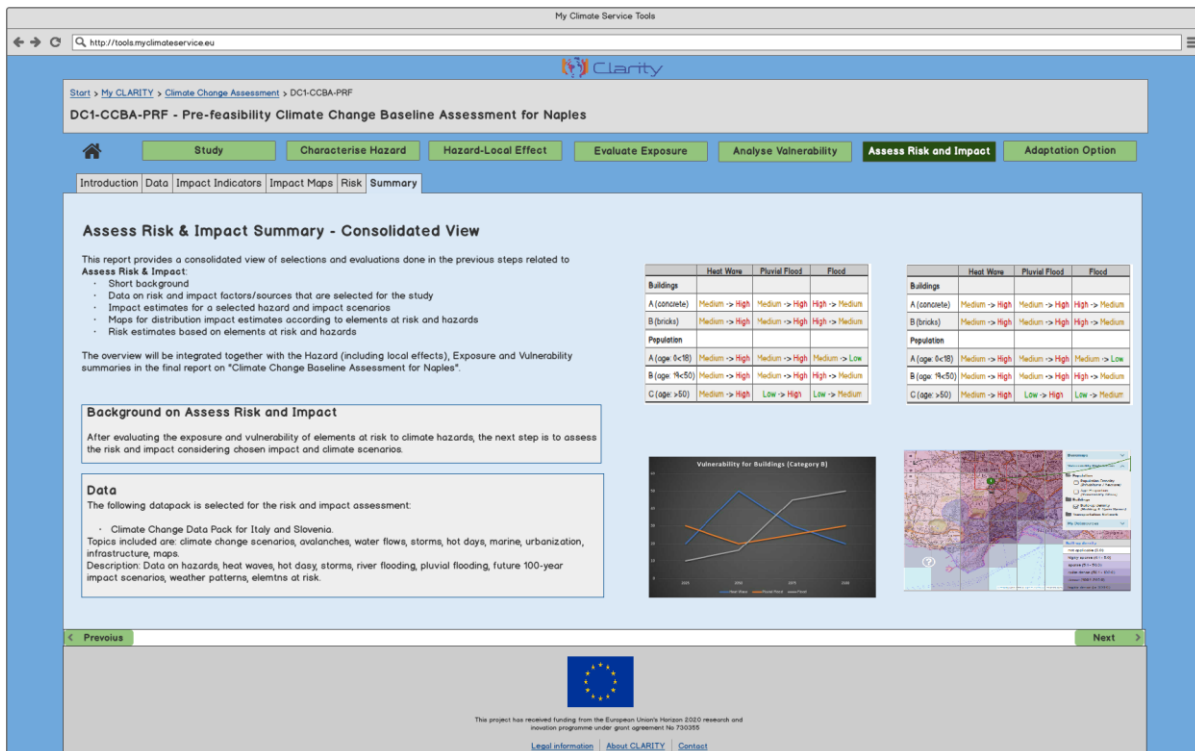 My Climate Service Tools
http://tools.myclimateservice.eu
Clarity
Start > My CLARITY > Climate Change Assessment > DC1-CCBA-PRF
DC1-CCBA-PRF - Pre-feasibility Climate Change Baseline Assessment for Naples
Study
Characterise Hazard
Hazard-Local Effect
Evaluate Exposure
Analyse Valnerability
Assess Risk and Impact
Adaptation Option
Introduction
Data
Impact Indicators
Impact Maps
Risk
Summary
Assess Risk & Impact Summary - Consolidated View
This report provides a consolidated view of selections and evaluations done in the previous steps related to
Assess Risk & Impact:
· Short background
· Data on risk and impact factors/sources that are selected for the study
· Impact estimates for a selected hazard and impact scenarios
· Maps for distribution impact estimates according to elements at risk and hazards
· Risk estimates based on elements at risk and hazards
The overview will be integrated together with the Hazard (including local effects), Exposure and Vulnerability
summaries in the final report on "Climate Change Baseline Assessment for Naples".
Background on Assess Risk and Impact
After evaluating the exposure and vulnerability of elements at risk to climate hazards, the next step is to assess
the risk and impact considering chosen impact and climate scenarios.
Data
The following datapack is selected for the risk and impact assessment:
· Climate Change Data Pack for Italy and Slovenia.
Topics included are: climate change scenarios, avalanches, water flows, storms, hot days, marine, urbanization,
infrastructure, maps.
Description: Data on hazards, heat waves, hot dasy, storms, river flooding, pluvial flooding, future 100-year
impact scenarios, weather patterns, elemtns at risk.
Heat Wave Pluvial Flood Flood
Buildings
A (concrete) Medium -> High Medium -> High High -> Medium
B (bricks) Medium -> High Medium -> High High -> Medium
Population
A (age: 0<18) Medium -> High Medium -> High Medium -> Low
B (age: 19<50) Medium -> High Medium -> High High -> Medium
C (age: >50) Medium -> High Low -> High Low -> Medium
Heat Wave Pluvial Flood Flood
Buildings
A (concrete) Medium -> High Medium -> High High -> Medium
B (bricks) Medium -> High Medium -> High High -> Medium
Population
A (age: 0<18) Medium -> High Medium -> High Medium -> Low
B (age: 19<50) Medium -> High Medium -> High High -> Medium
C (age: >50) Medium -> High Low -> High Low -> Medium
Vulnerability for Buildings (Category B)
Population
Buildings
< Prevoius
Next >
This project has received funding from the European Union's Horizon 2020 research and
inovation programme under grant agreement No 730355
Legal information | About CLARITY | Contact